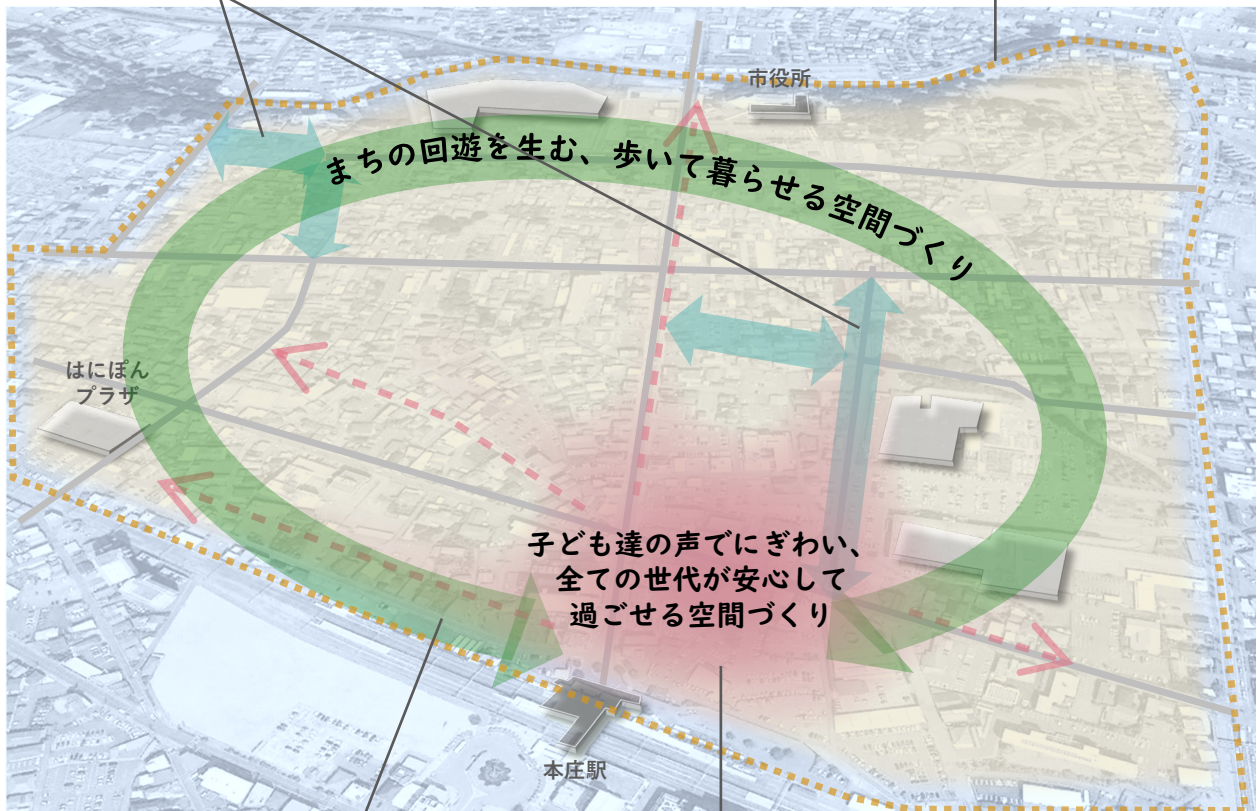 市役所
まちの回遊を生む、歩いて暮らせる空間づくり
はにぽん
プラザ
子ども達の声でにぎわい、
全ての世代が安心して
過ごせる空間づくり
本庄駅